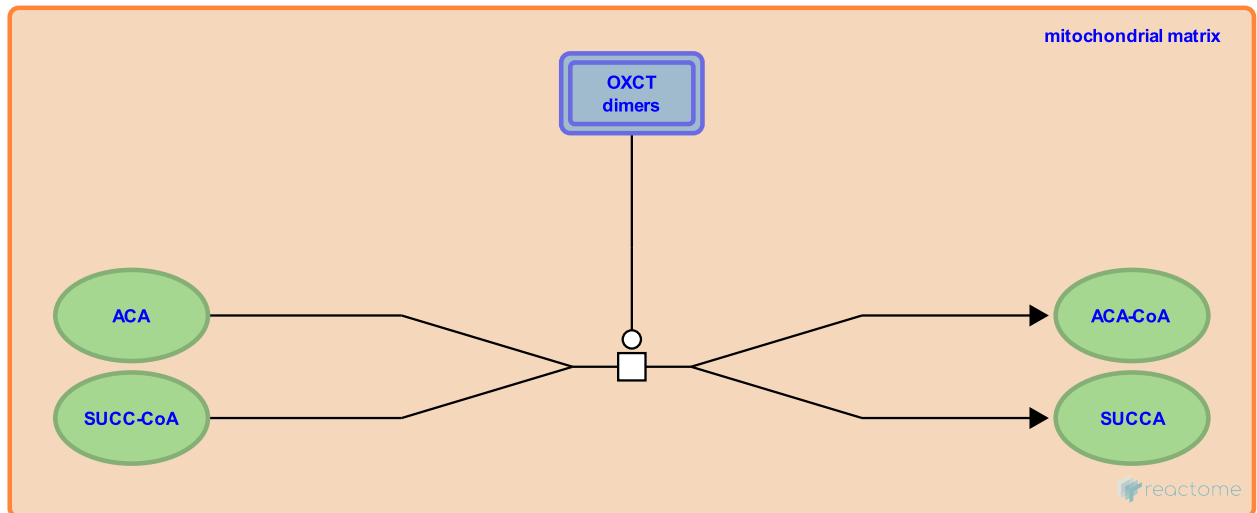 mitochondrial matrix
OXCT
dimers
ACA
ACA-CoA
SUCC-CoA
SUCCA
reactome